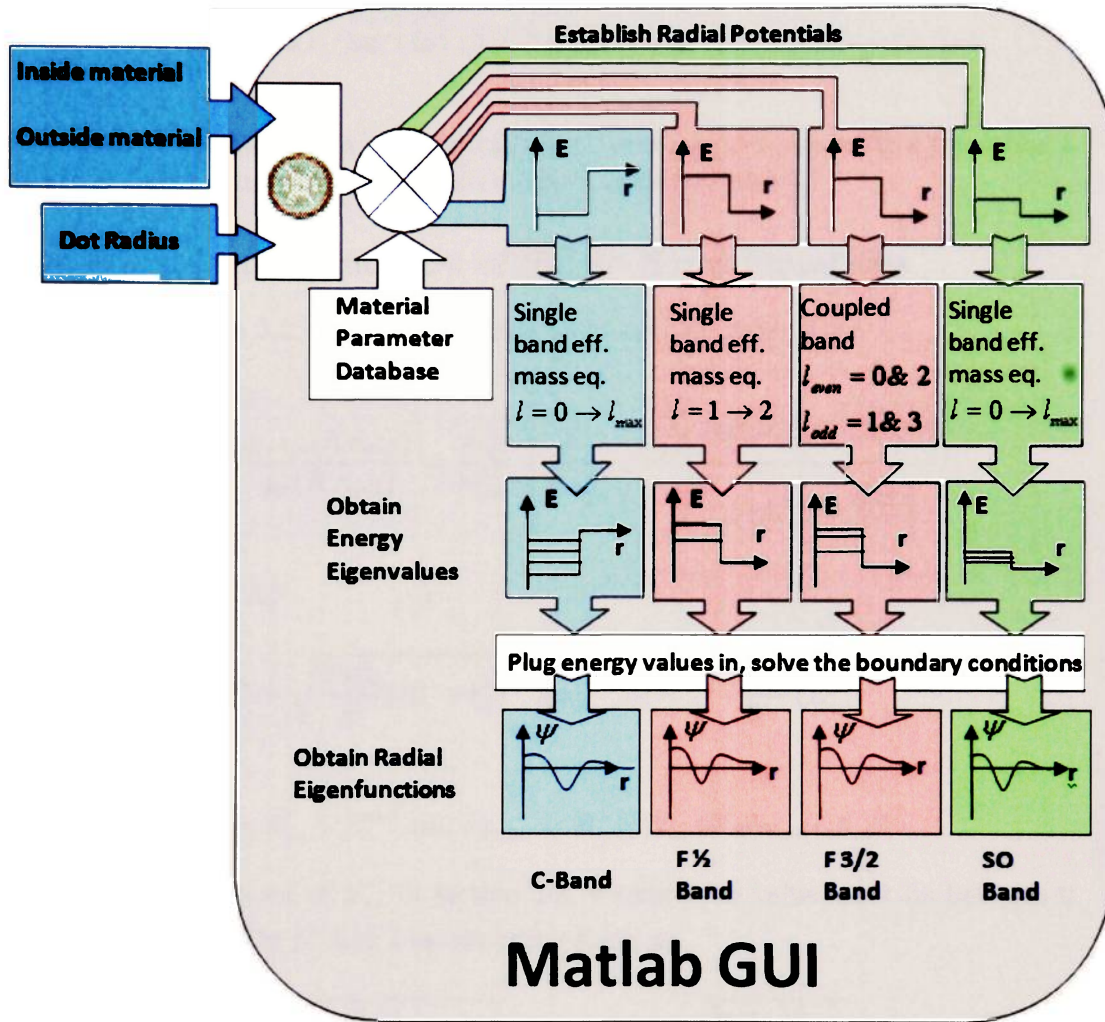 Establish Radial Potentials
Inside material
Outside material
Dot Radius
Material
Parameter
Database
E
r
E
r
E
r
E
r
Single
band eff.
mass eq.
l = 0 → l_max
Single
band eff.
mass eq.
l = 1 → 2
Coupled
band
l_even = 0& 2
l_odd = 1& 3
Single
band eff.
mass eq.
l = 0 → l_max
Obtain
Energy
Eigenvalues
E
r
E
r
E
r
E
r
Plug energy values in, solve the boundary conditions
Obtain Radial
Eigenfunctions
Ψ
r
Ψ
r
Ψ
r
Ψ
r
C-Band
F ½
Band
F 3/2
Band
SO
Band
Matlab GUI